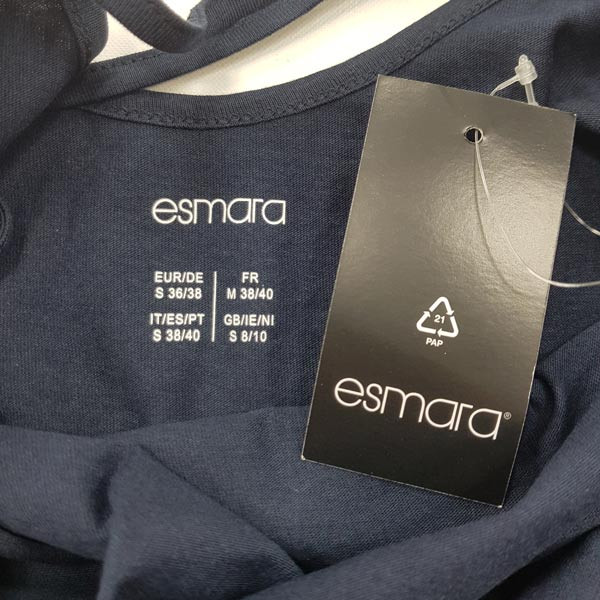 esmara
EUR/DE
S 36/38
FR
M 38/40
IT/ES/PT
S 38/40
GB/IE/NI
S 8/10
21
PAP
esmara®